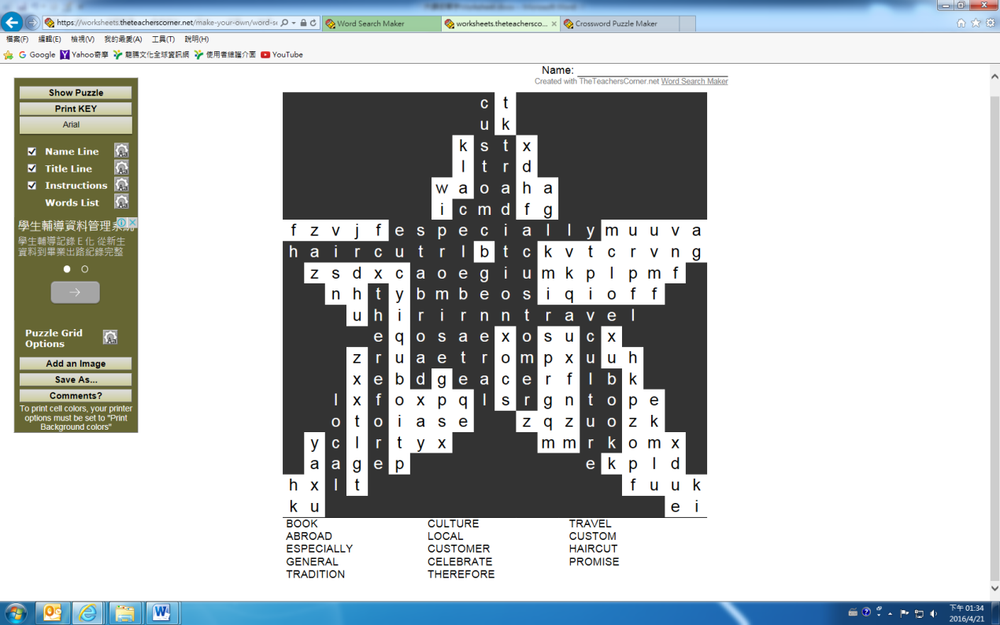 https://worksheets.theteacherscorner.net/make-your-own/word-se
Word Search Maker
worksheets.theteachersco...
Crossword Puzzle Maker
檔案(F) 編輯(E) 檢視(V) 我的最愛(A) 工具(T) 說明(H)
Google Yahoo奇摩 龍騰文化全球資訊網 使用者維護介面 YouTube
Name:
Created with TheTeachersCorner.net Word Search Maker
Show Puzzle
Print KEY
Arial
Name Line
Title Line
Instructions
Words List
學生輔導資料管理系統
學生輔導記錄 E 化 從新生
資料到畢業出路紀錄完整
Puzzle Grid
Options
Add an Image
Save As...
Comments?
To print cell colors, your printer
options must be set to "Print
Background colors"
c t
u k
k s t x
l t r d
w a o a h a
i c m d f g
f z v j f e s p e c i a l l y m u u v a
h a i r c u t r l b t c k v t c r v n g
z s d x c a o e g i u m k p l p m f
n h t y b m b e o s i q i o f f
u h i r i r n n t r a v e l
e q o s a e x o s u c x
z r u a e t r o m p x u u h
x e b d g e a c e r f l b k
l x f o x p q l s r g n t o p e
o t o i a s e z q z u o z k
y c l r t y x m m r k o m x
a a g e p e k p l d
h x l t f u u k
k u e i
BOOK CULTURE TRAVEL
ABROAD LOCAL CUSTOM
ESPECIALLY CUSTOMER HAIRCUT
GENERAL CELEBRATE PROMISE
TRADITION THEREFORE
下午 01:34
2016/4/21